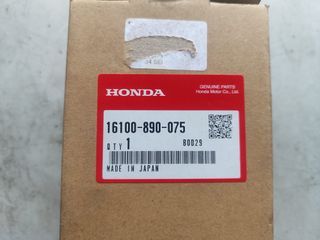 HONDA
GENUINE PARTS
Honda Motor Co., Ltd.
16100-890-075
QTY 1 80029
MADE IN JAPAN